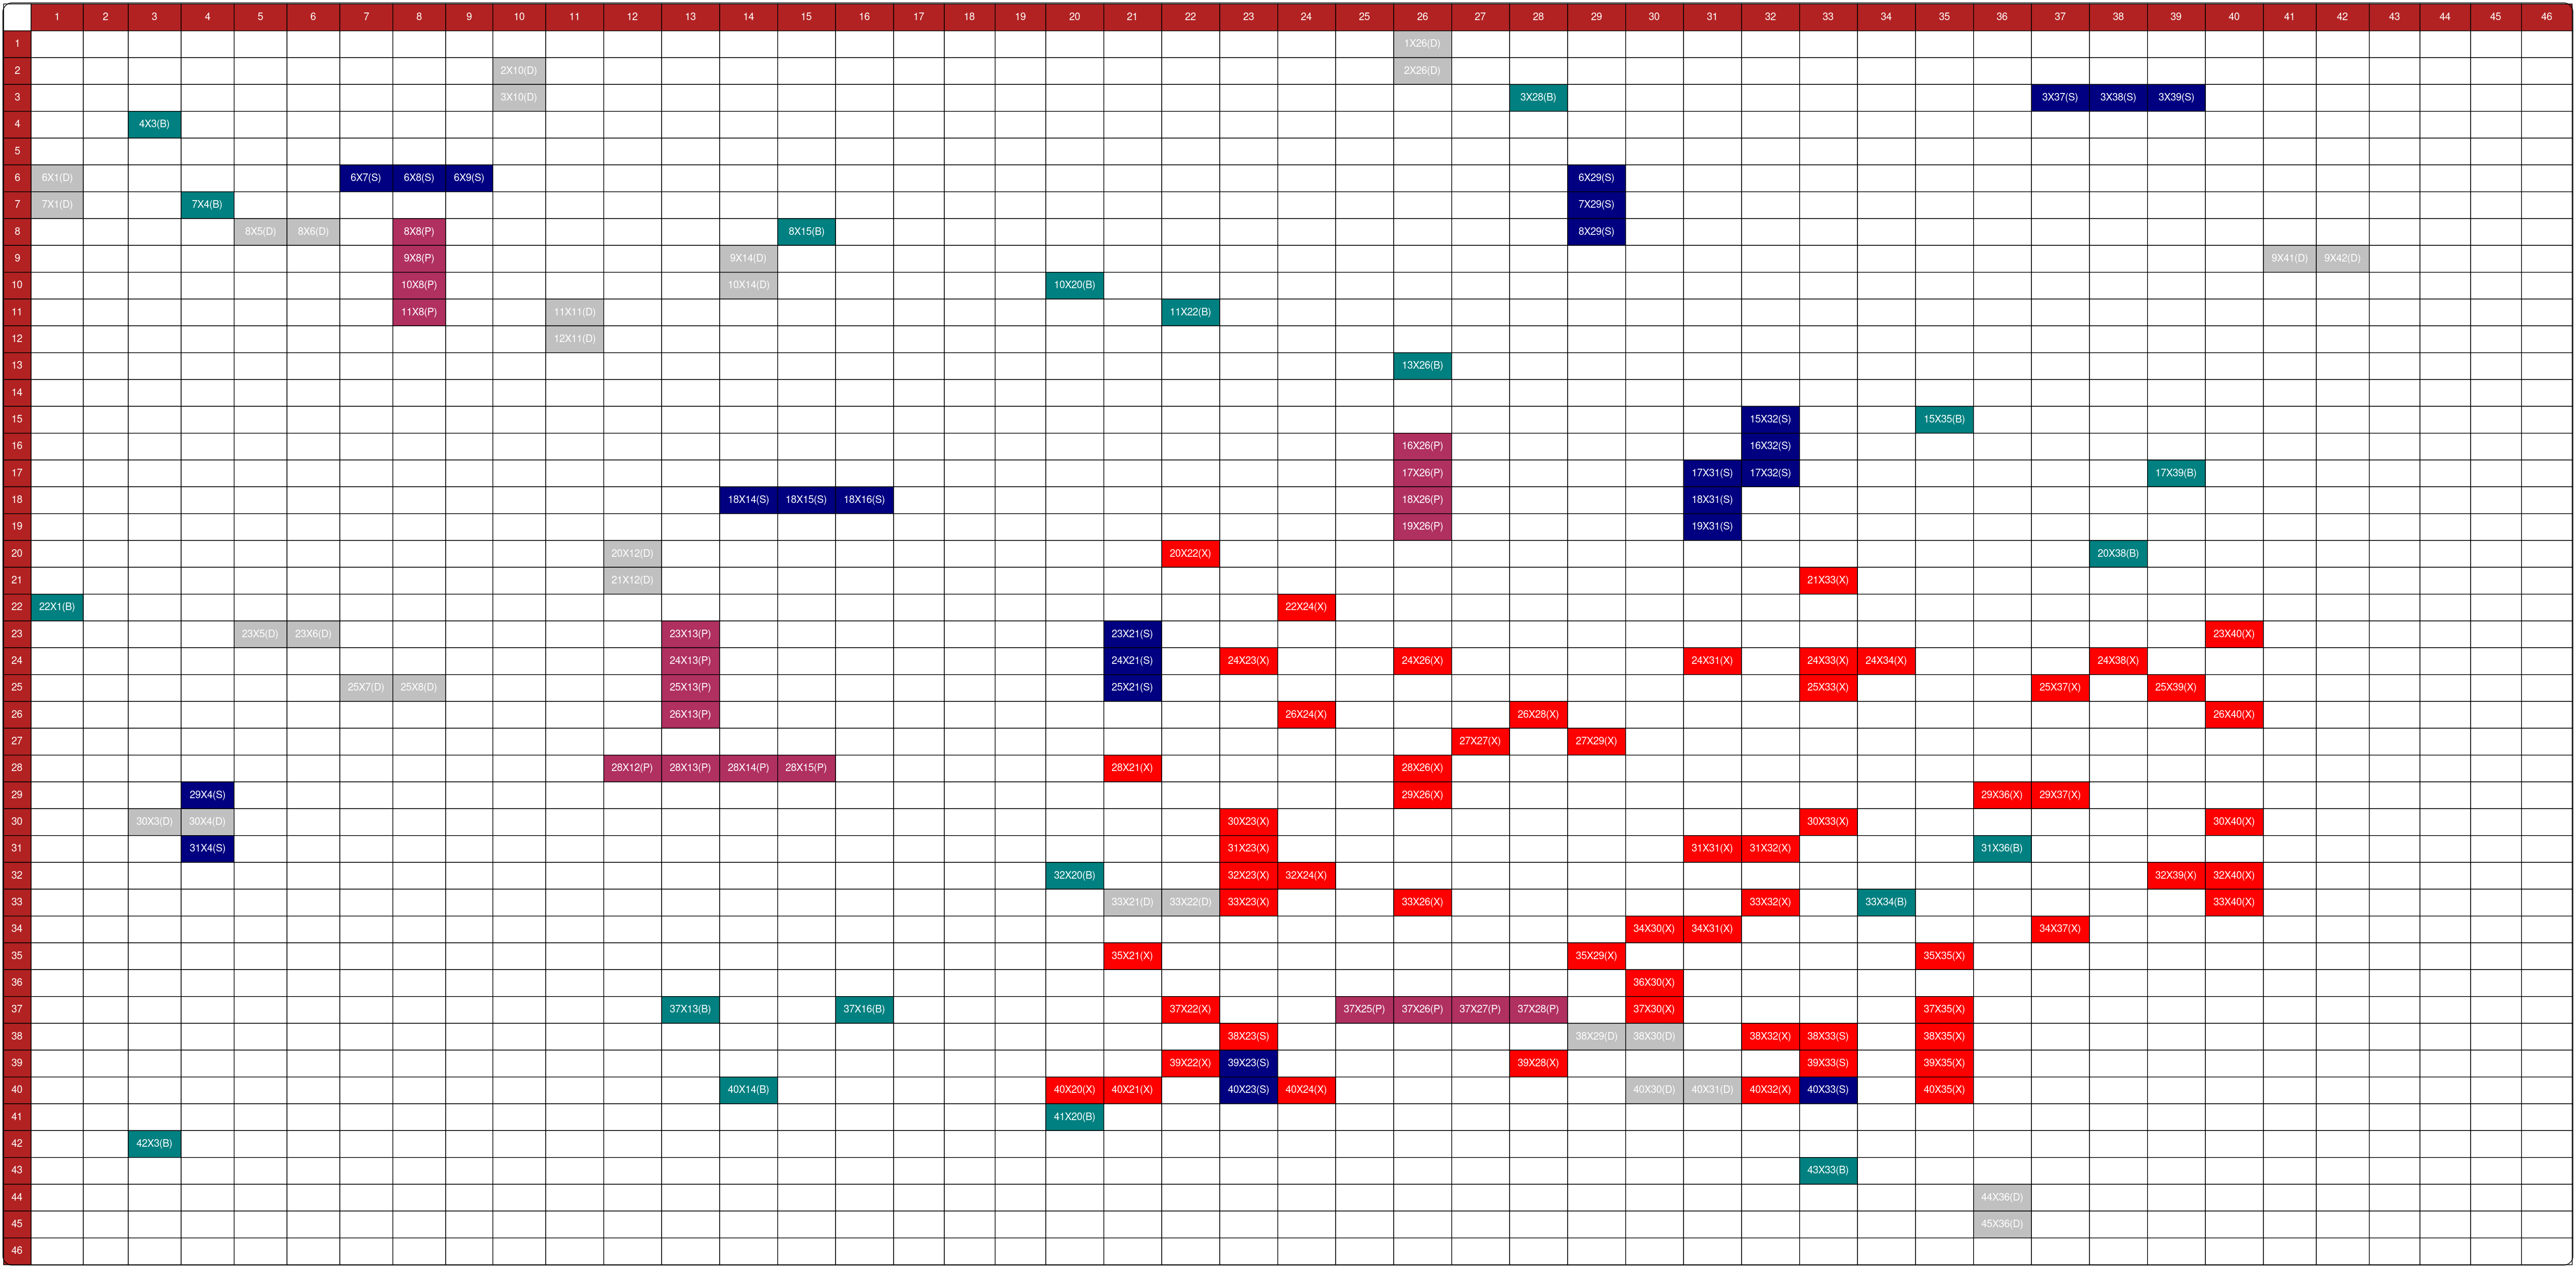 1 2 3 4 5 6 7 8 9 10 11 12 13 14 15 16 17 18 19 20 21 22 23 24 25 26 27 28 29 30 31 32 33 34 35 36 37 38 39 40 41 42 43 44 45 46
1 1X26(D)
2 2X10(D) 2X26(D)
3 3X10(D) 3X28(B) 3X37(S) 3X38(S) 3X39(S)
4 4X3(B)
5
6 6X1(D) 6X7(S) 6X8(S) 6X9(S) 6X29(S)
7 7X1(D) 7X4(B) 7X29(S)
8 8X5(D) 8X6(D) 8X8(P) 8X15(B) 8X29(S)
9 9X8(P) 9X14(D) 9X41(D) 9X42(D)
10 10X8(P) 10X14(D) 10X20(B)
11 11X8(P) 11X11(D) 11X22(B)
12 12X11(D)
13 13X26(B)
14
15 15X32(S) 15X35(B)
16 16X26(P) 16X32(S)
17 17X26(P) 17X31(S) 17X32(S) 17X39(B)
18 18X14(S) 18X15(S) 18X16(S) 18X26(P) 18X31(S)
19 19X26(P) 19X31(S)
20 20X12(D) 20X22(X) 20X38(B)
21 21X12(D) 21X33(X)
22 22X1(B) 22X24(X)
23 23X5(D) 23X6(D) 23X13(P) 23X21(S) 23X40(X)
24 24X13(P) 24X21(S) 24X23(X) 24X26(X) 24X31(X) 24X33(X) 24X34(X) 24X38(X)
25 25X7(D) 25X8(D) 25X13(P) 25X21(S) 25X33(X) 25X37(X) 25X39(X)
26 26X13(P) 26X24(X) 26X28(X) 26X40(X)
27 27X27(X) 27X29(X)
28 28X12(P) 28X13(P) 28X14(P) 28X15(P) 28X21(X) 28X26(X)
29 29X4(S) 29X26(X) 29X36(X) 29X37(X)
30 30X3(D) 30X4(D) 30X23(X) 30X33(X) 30X40(X)
31 31X4(S) 31X23(X) 31X31(X) 31X32(X) 31X36(B)
32 32X20(B) 32X23(X) 32X24(X) 32X39(X) 32X40(X)
33 33X21(D) 33X22(D) 33X23(X) 33X26(X) 33X32(X) 33X34(B) 33X40(X)
34 34X30(X) 34X31(X) 34X37(X)
35 35X21(X) 35X29(X) 35X35(X)
36 36X30(X)
37 37X13(B) 37X16(B) 37X22(X) 37X25(P) 37X26(P) 37X27(P) 37X28(P) 37X30(X) 37X35(X)
38 38X23(S) 38X29(D) 38X30(D) 38X32(X) 38X33(S) 38X35(X)
39 39X22(X) 39X23(S) 39X28(X) 39X33(S) 39X35(X)
40 40X14(B) 40X20(X) 40X21(X) 40X23(S) 40X24(X) 40X30(D) 40X31(D) 40X32(X) 40X33(S) 40X35(X)
41 41X20(B)
42 42X3(B)
43 43X33(B)
44 44X36(D)
45 45X36(D)
46